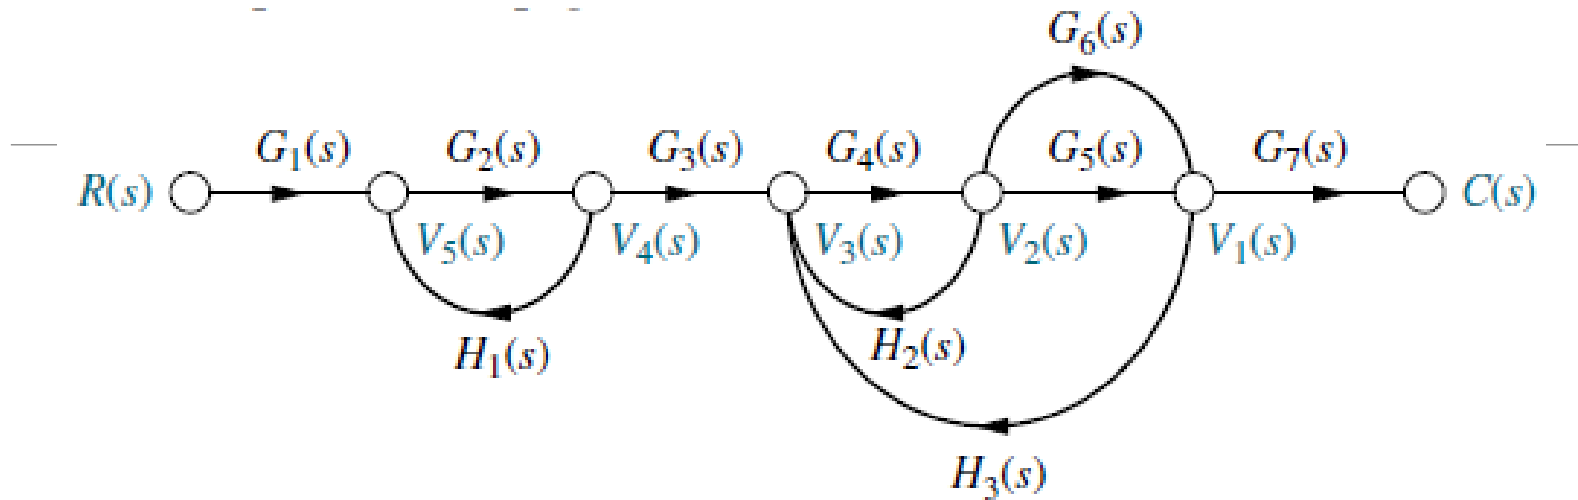 G₆(s)
G₁(s) G₂(s) G₃(s) G₄(s) G₅(s) G₇(s)
R(s) C(s)
V₅(s) V₄(s) V₃(s) V₂(s) V₁(s)
H₁(s) H₂(s)
H₃(s)